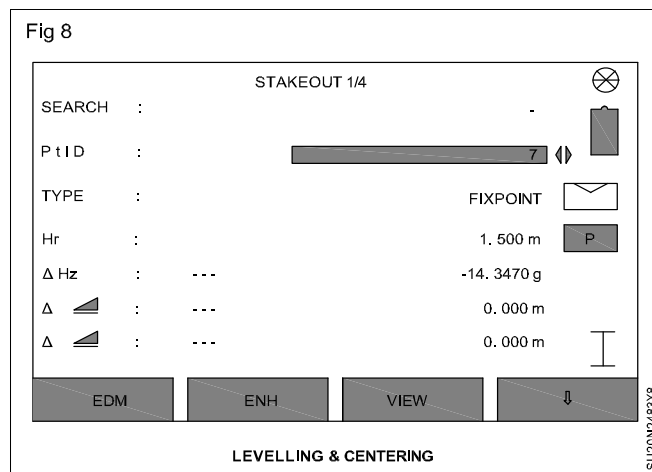 Fig 8
STAKEOUT 1/4
SEARCH : -
PtID : 7
TYPE : FIXPOINT
Hr : 1.500 m P
Δ Hz : --- -14.3470 g
Δ : --- 0.000 m
Δ : --- 0.000 m
EDM ENH VIEW ⇩
LEVELLING & CENTERING
SU20N2483X8